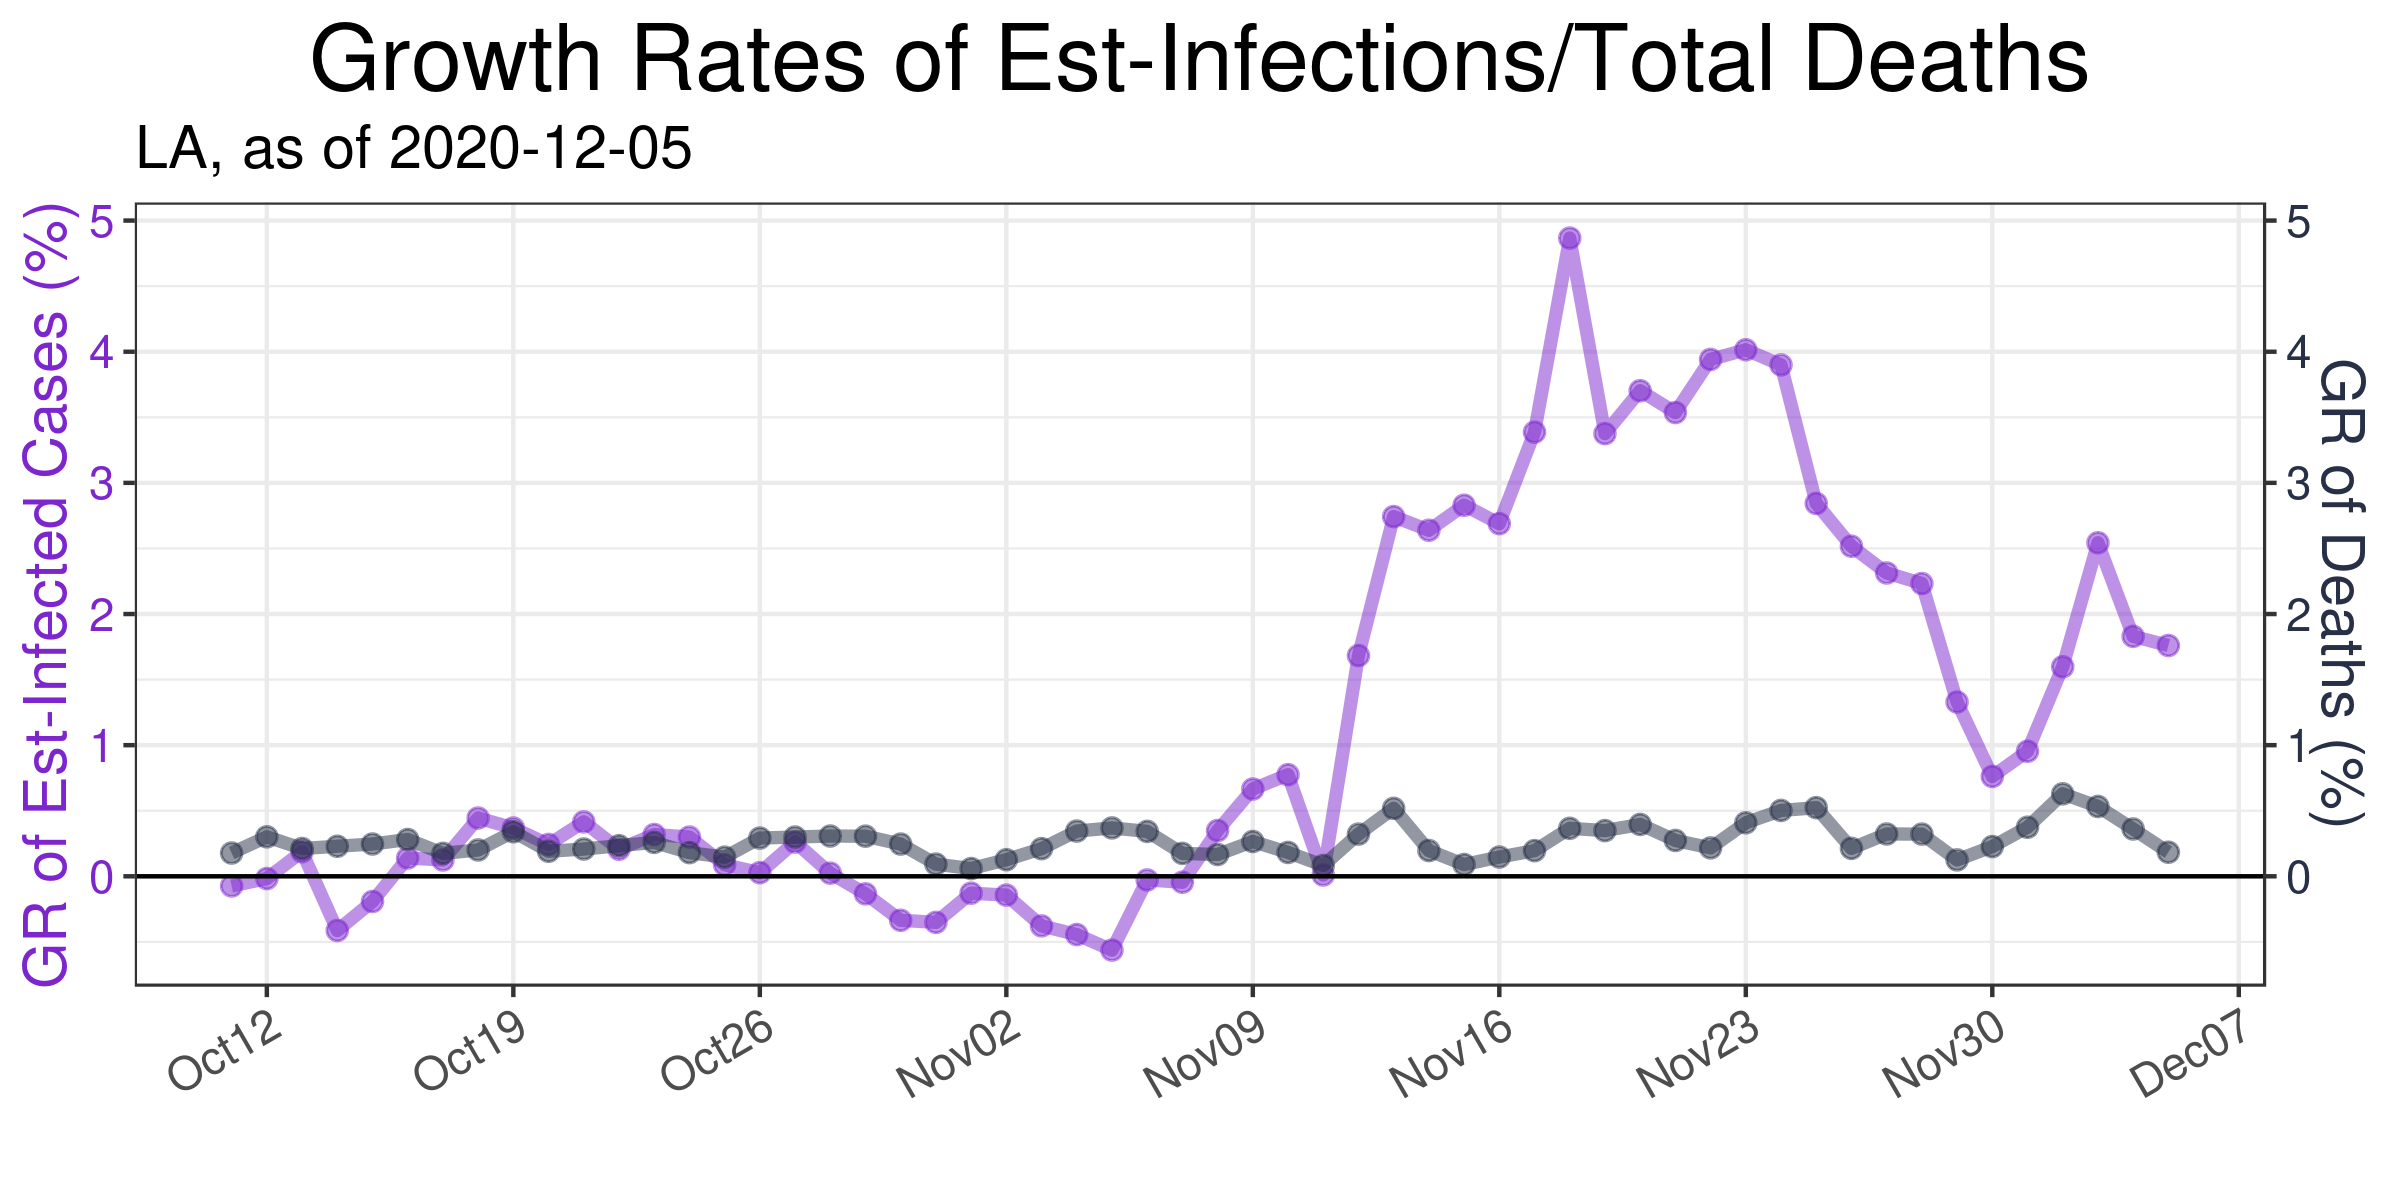 Growth Rates of Est-Infections/Total Deaths
LA, as of 2020-12-05
GR of Est-Infected Cases (%)
5
4
3
2
1
0
5
4
3
2
1
0
GR of Deaths (%)
Oct12
Oct19
Oct26
Nov02
Nov09
Nov16
Nov23
Nov30
Dec07